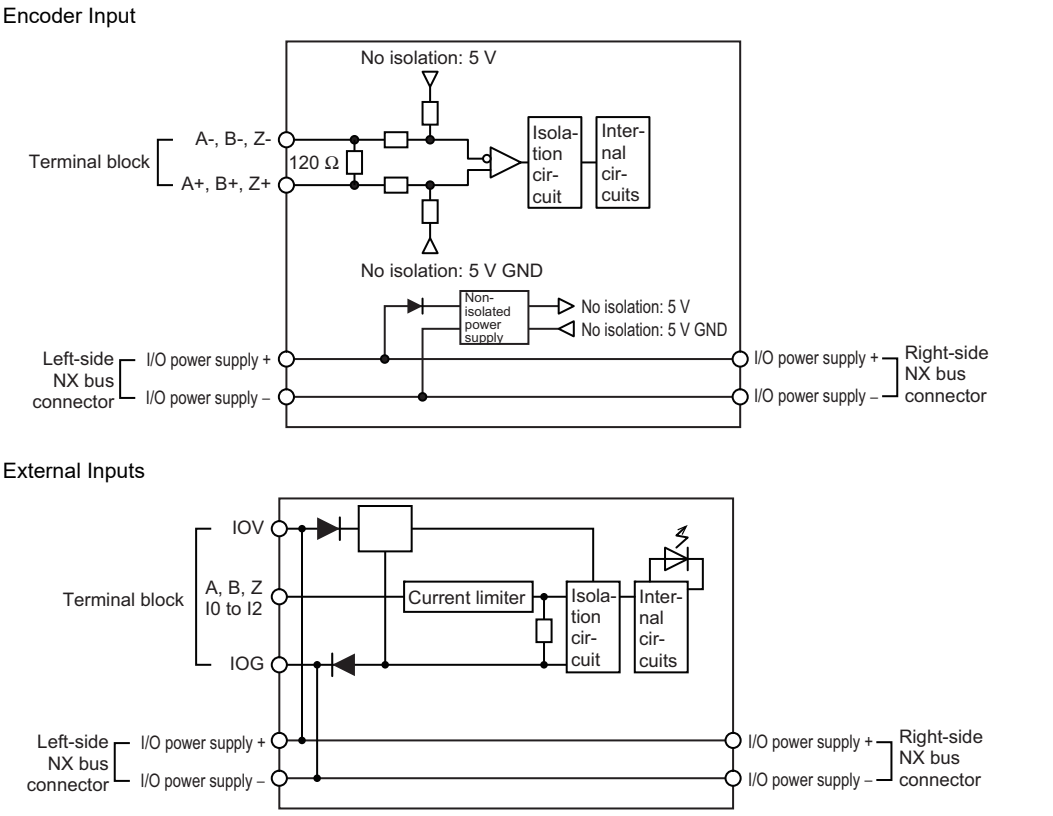 Encoder Input
No isolation: 5 V
A-, B-, Z-
Terminal block
120 Ω
A+, B+, Z+
Isola-
tion
cir-
cuit
Inter-
nal
cir-
cuits
No isolation: 5 V GND
Non-
isolated
power
supply
No isolation: 5 V
No isolation: 5 V GND
Left-side
NX bus
connector
I/O power supply +
I/O power supply –
I/O power supply +
I/O power supply –
Right-side
NX bus
connector
External Inputs
IOV
Terminal block
A, B, Z
I0 to I2
IOG
Current limiter
Isola-
tion
cir-
cuit
Inter-
nal
cir-
cuits
Left-side
NX bus
connector
I/O power supply +
I/O power supply –
I/O power supply +
I/O power supply –
Right-side
NX bus
connector